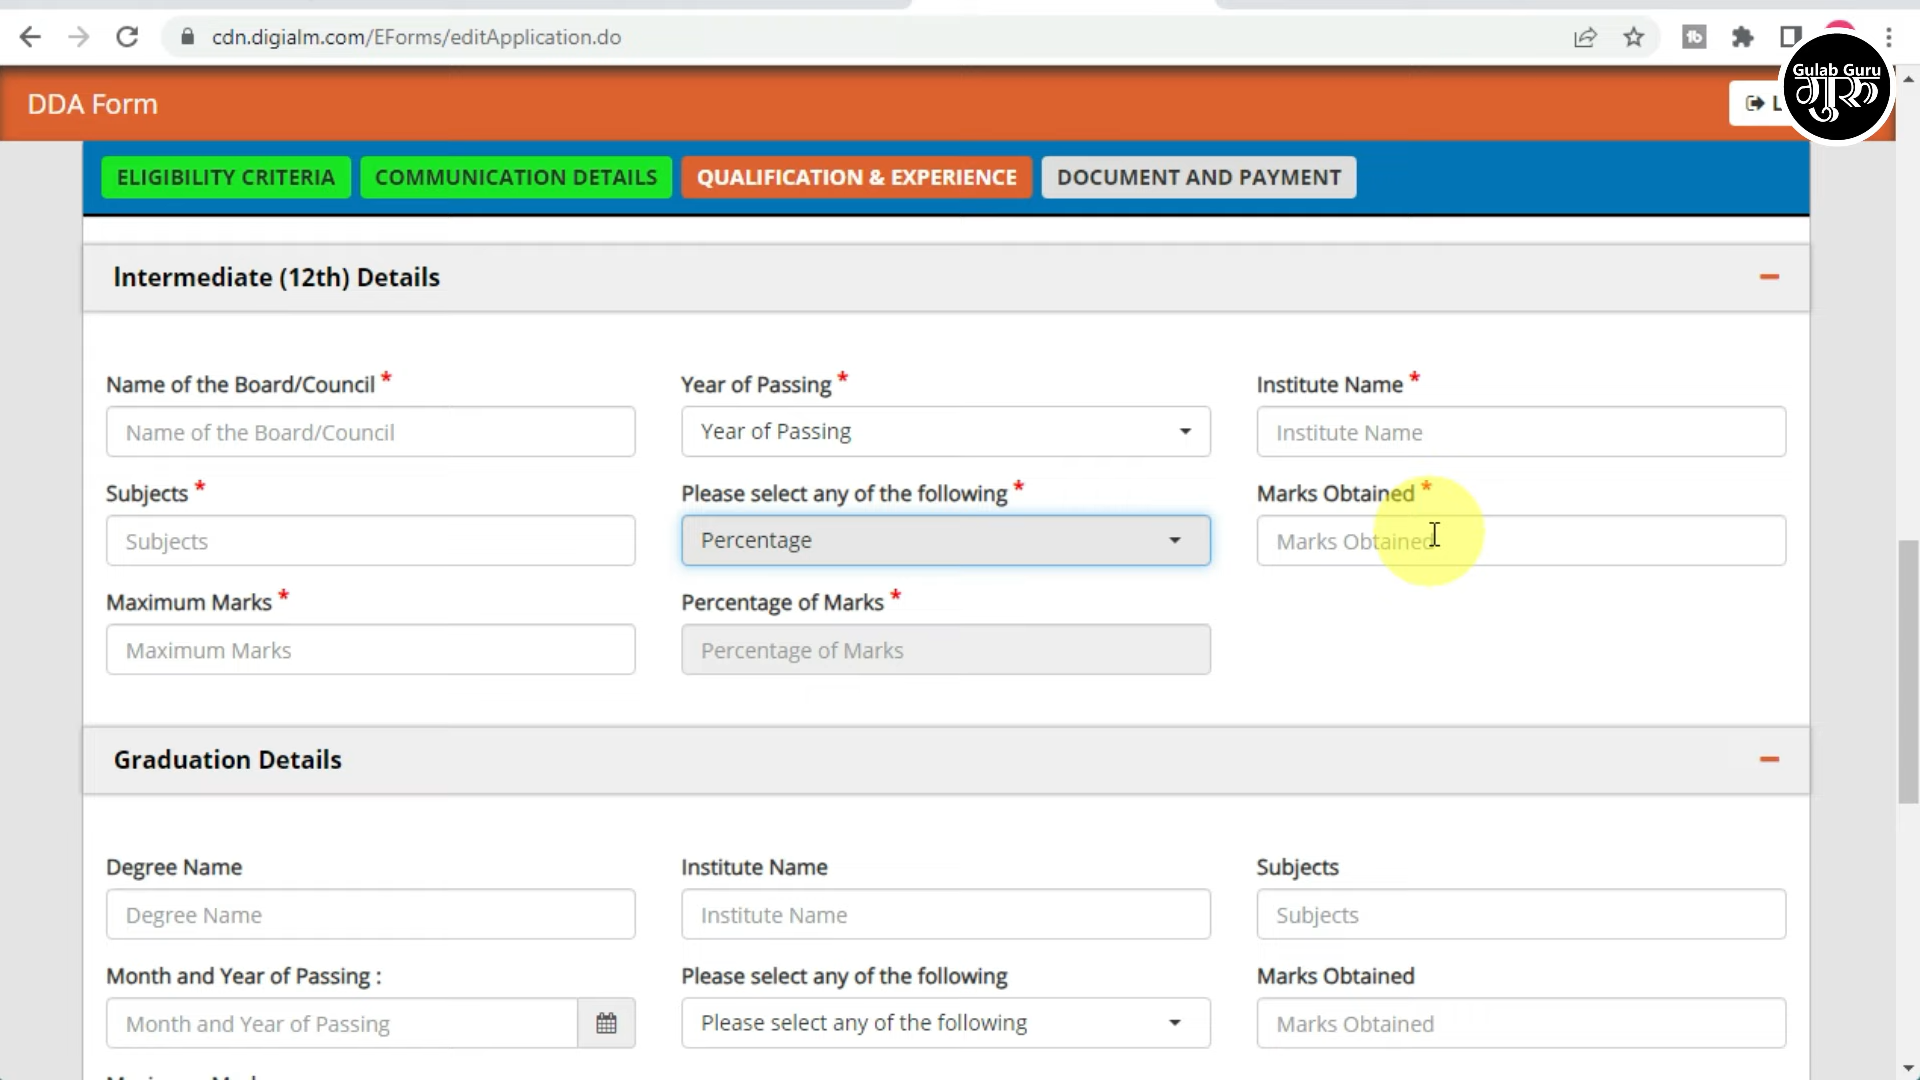 cdn.digialm.com/EForms/editApplication.do
Gulab Guru
गुरू
DDA Form
L
ELIGIBILITY CRITERIA COMMUNICATION DETAILS QUALIFICATION & EXPERIENCE DOCUMENT AND PAYMENT
Intermediate (12th) Details
Name of the Board/Council * Year of Passing * Institute Name *
Name of the Board/Council Year of Passing Institute Name
Subjects * Please select any of the following * Marks Obtained *
Subjects Percentage Marks Obtained
Maximum Marks * Percentage of Marks *
Maximum Marks Percentage of Marks
Graduation Details
Degree Name Institute Name Subjects
Degree Name Institute Name Subjects
Month and Year of Passing : Please select any of the following Marks Obtained
Month and Year of Passing Please select any of the following Marks Obtained